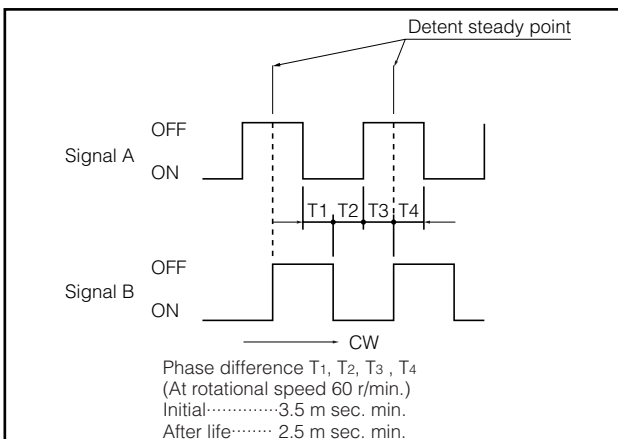 Detent steady point
OFF
Signal A
ON
T1 T2 T3 T4
OFF
Signal B
ON
CW
Phase difference T1, T2, T3 , T4
(At rotational speed 60 r/min.)
Initial··············3.5 m sec. min.
After life········ 2.5 m sec. min.